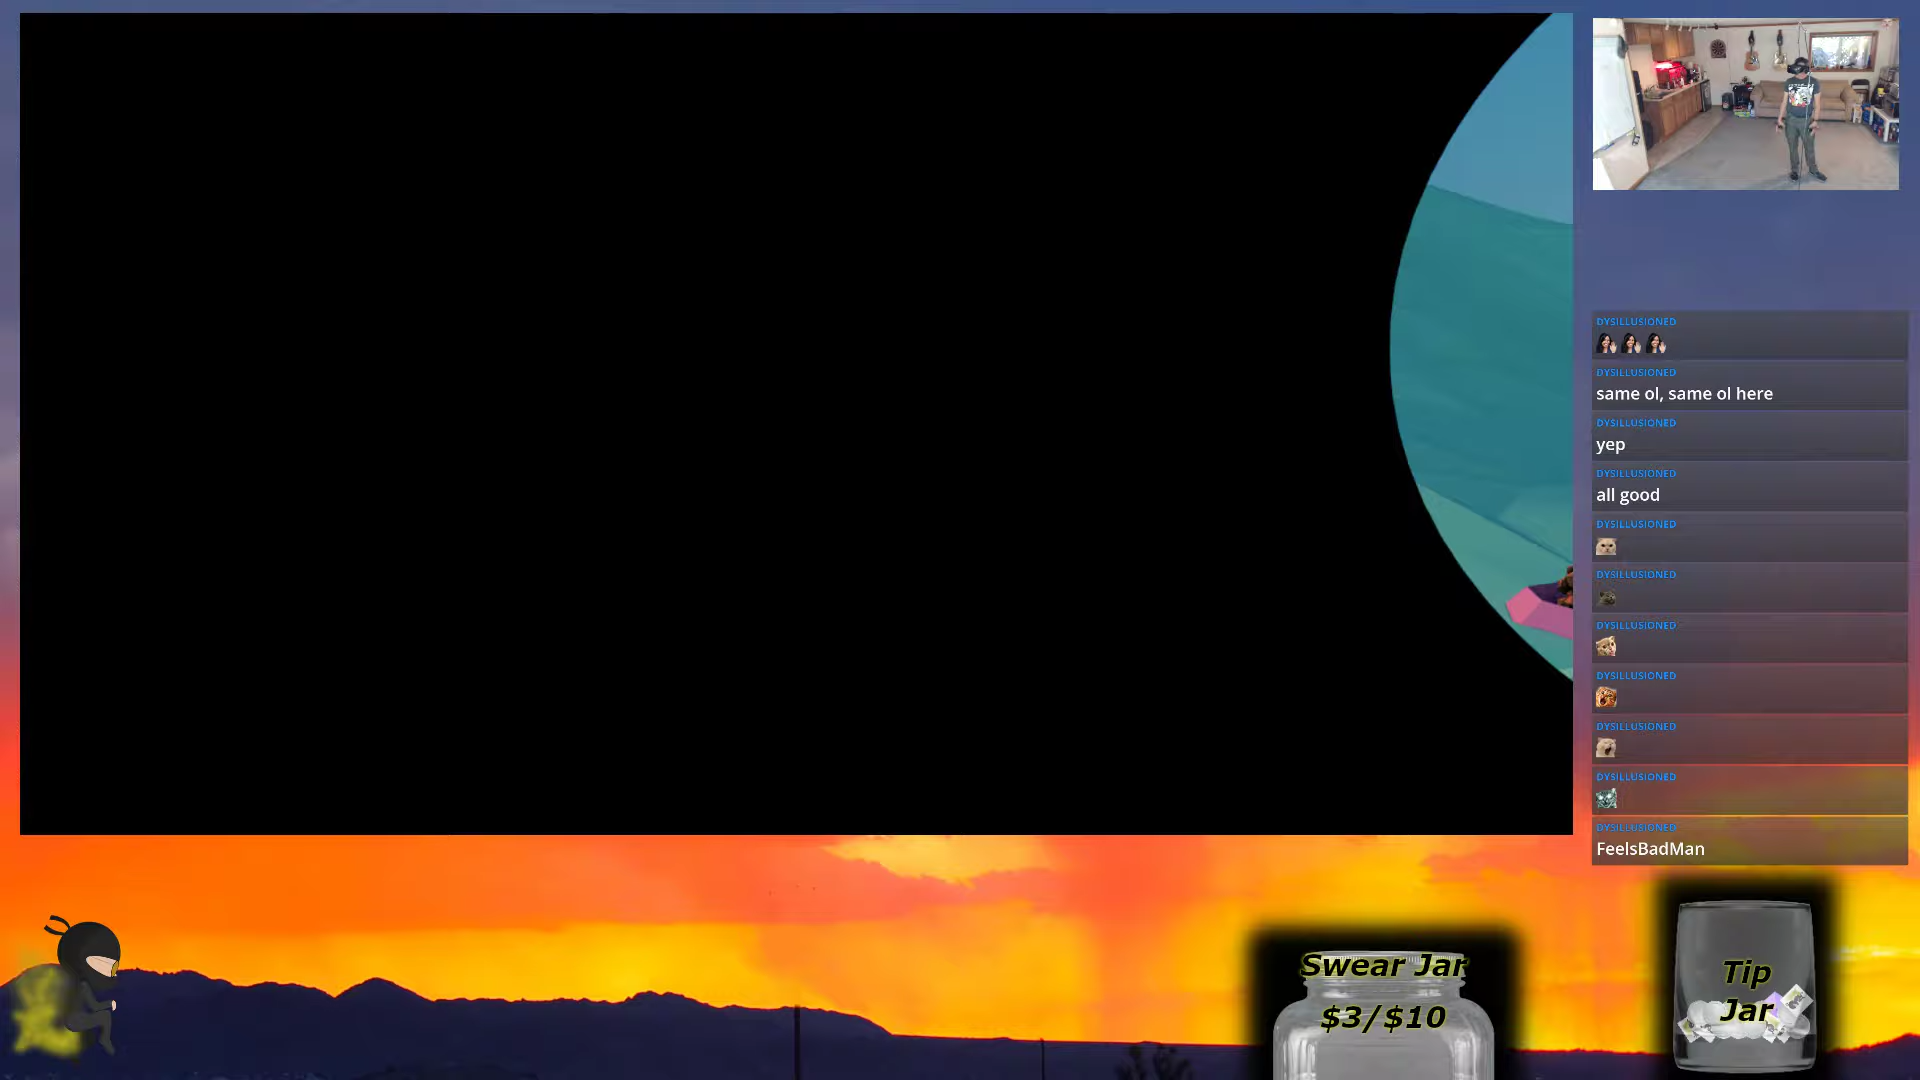 DYSILLUSIONED
DYSILLUSIONED
same ol, same ol here
DYSILLUSIONED
yep
DYSILLUSIONED
all good
DYSILLUSIONED
DYSILLUSIONED
DYSILLUSIONED
DYSILLUSIONED
DYSILLUSIONED
DYSILLUSIONED
DYSILLUSIONED
FeelsBadMan
Swear Jar
$3/$10
Tip
Jar